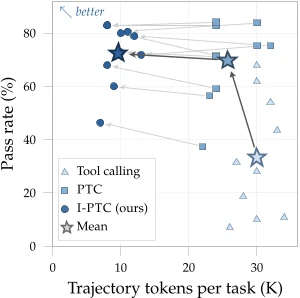 better
80
60
40
20
0
Pass rate (%)
Tool calling
PTC
I-PTC (ours)
Mean
0
10
20
30
Trajectory tokens per task (K)